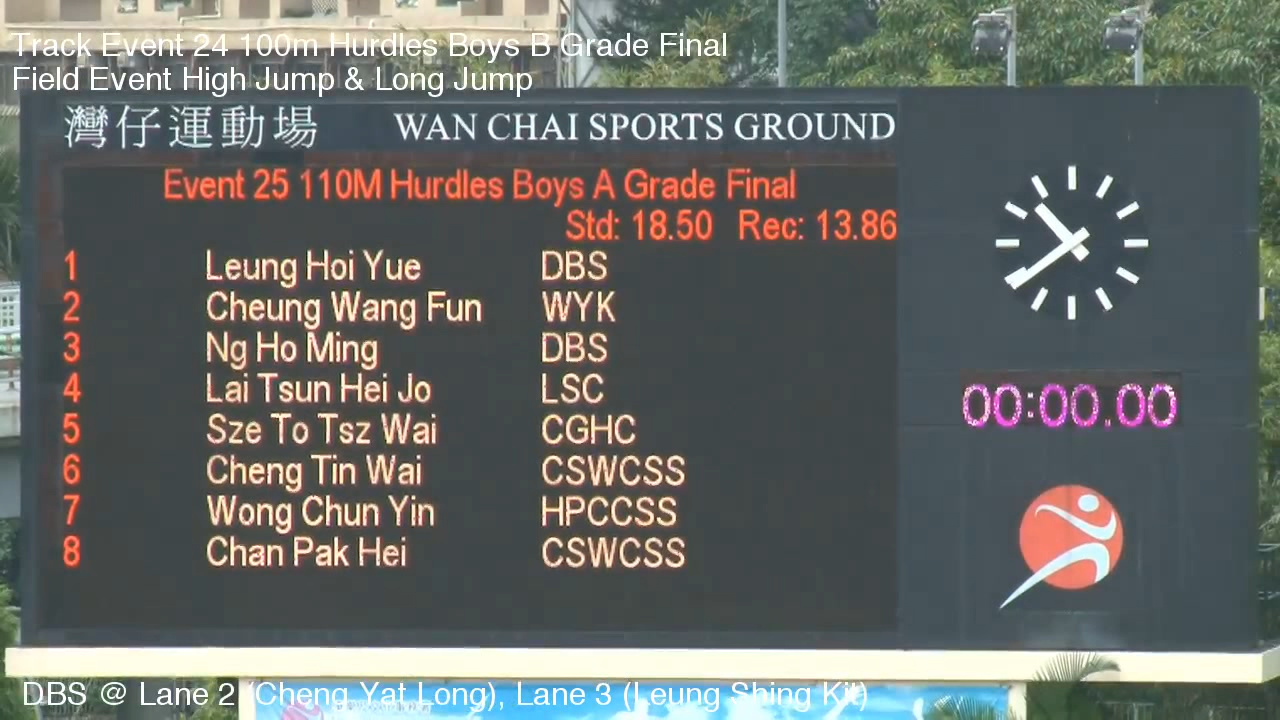 Track Event 24 100m Hurdles Boys B Grade Final
Field Event High Jump & Long Jump
灣仔運動場 WAN CHAI SPORTS GROUND
Event 25 110M Hurdles Boys A Grade Final
Std: 18.50 Rec: 13.86
1 Leung Hoi Yue DBS
2 Cheung Wang Fun WYK
3 Ng Ho Ming DBS
4 Lai Tsun Hei Jo LSC
5 Sze To Tsz Wai CGHC
6 Cheng Tin Wai CSWCSS
7 Wong Chun Yin HPCCSS
8 Chan Pak Hei CSWCSS
00:00.00
DBS @ Lane 2 (Cheng Yat Long), Lane 3 (Leung Shing Kit)